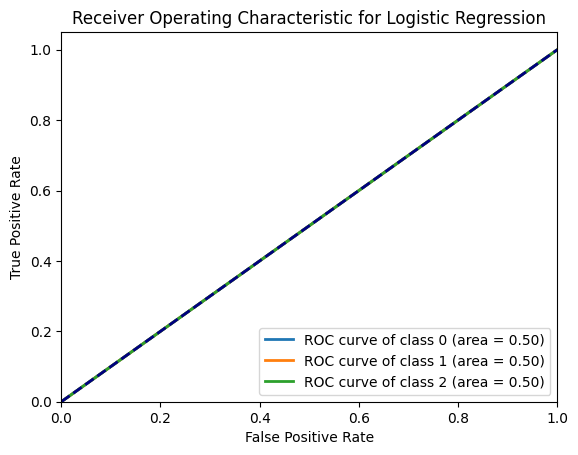 Receiver Operating Characteristic for Logistic Regression
1.0
0.8
0.6
0.4
0.2
0.0
True Positive Rate
ROC curve of class 0 (area = 0.50)
ROC curve of class 1 (area = 0.50)
ROC curve of class 2 (area = 0.50)
0.0 0.2 0.4 0.6 0.8 1.0
False Positive Rate